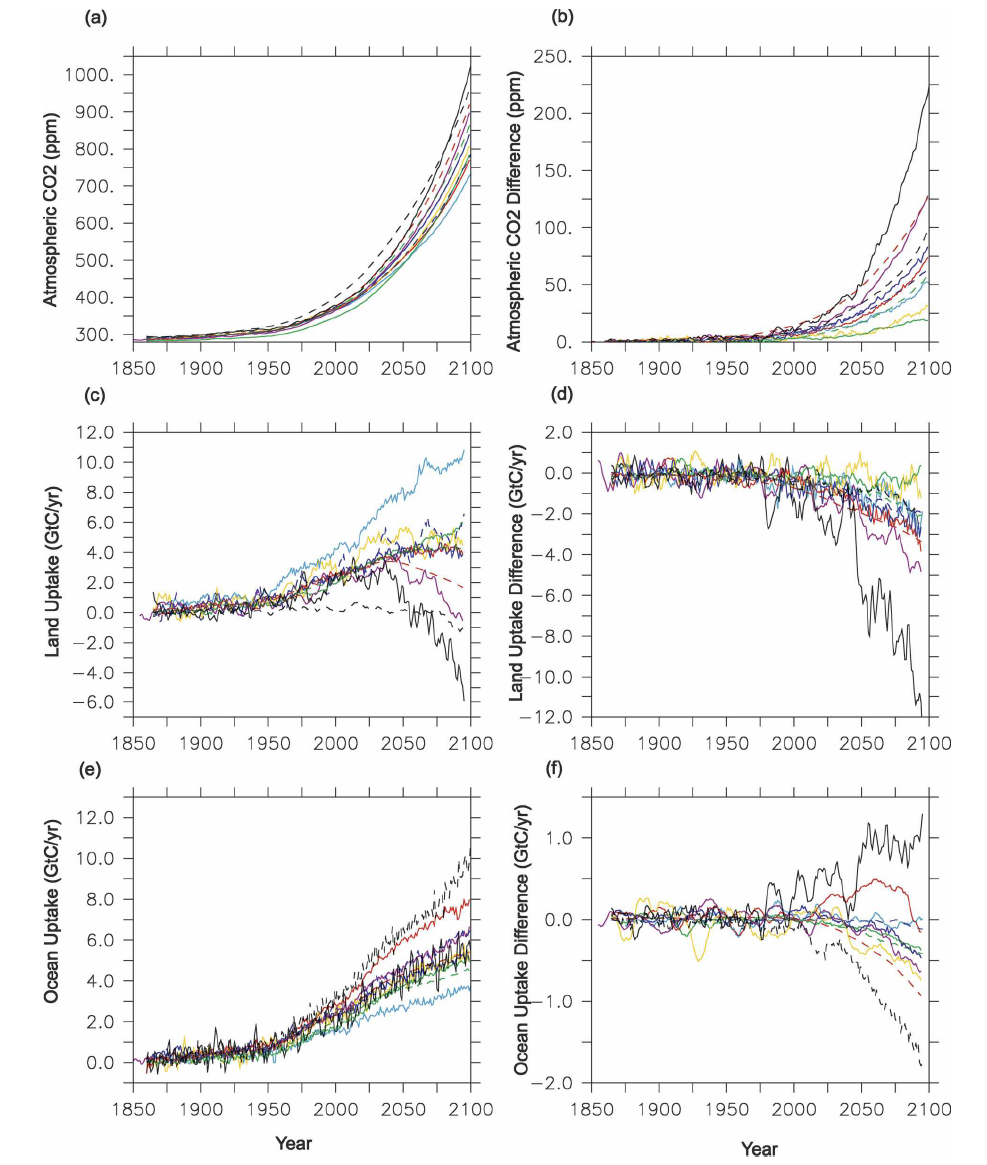 (a)
Atmospheric CO2 (ppm)
1000.
900.
800.
700.
600.
500.
400.
300.
1850 1900 1950 2000 2050 2100
(b)
Atmospheric CO2 Difference (ppm)
250.
200.
150.
100.
50.
0.
1850 1900 1950 2000 2050 2100
(c)
Land Uptake (GtC/yr)
12.0
10.0
8.0
6.0
4.0
2.0
0.0
−2.0
−4.0
−6.0
1850 1900 1950 2000 2050 2100
(d)
Land Uptake Difference (GtC/yr)
2.0
0.0
−2.0
−4.0
−6.0
−8.0
−10.0
−12.0
1850 1900 1950 2000 2050 2100
(e)
Ocean Uptake (GtC/yr)
12.0
10.0
8.0
6.0
4.0
2.0
0.0
1850 1900 1950 2000 2050 2100
Year
(f)
Ocean Uptake Difference (GtC/yr)
1.0
0.0
−1.0
−2.0
1850 1900 1950 2000 2050 2100
Year